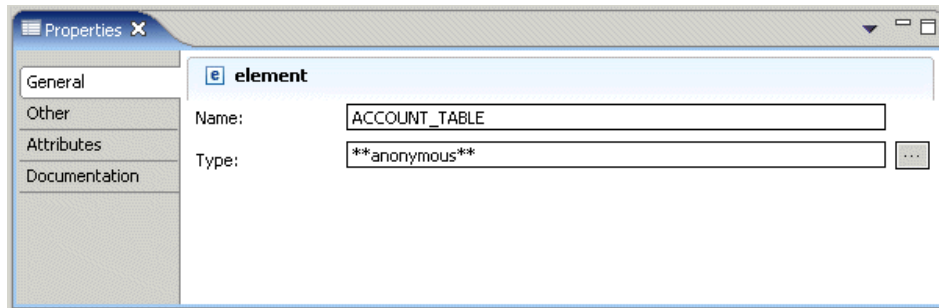 Properties
General
Other
Attributes
Documentation
element
Name:
ACCOUNT_TABLE
Type:
**anonymous**
...